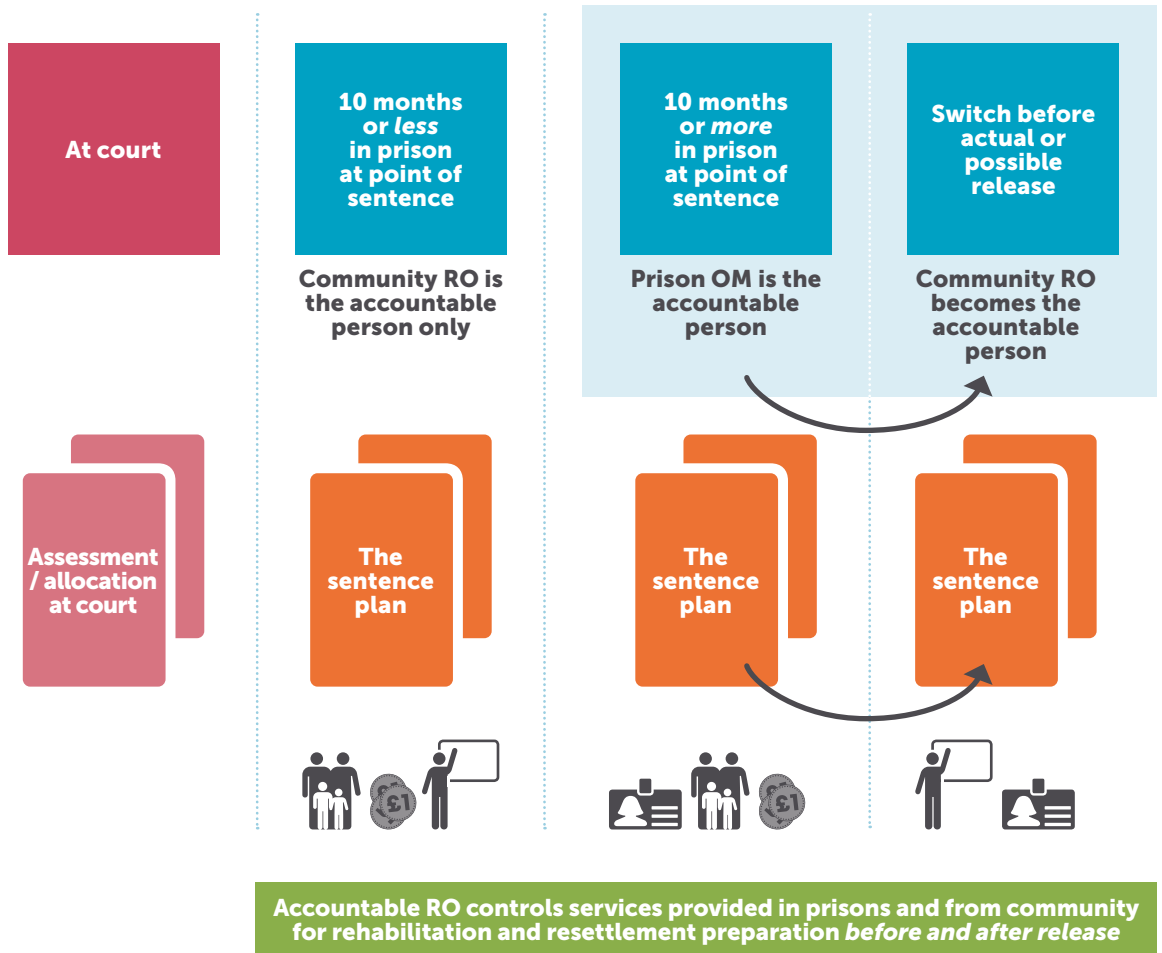 At court
10 months
or less
in prison
at point of
sentence
10 months
or more
in prison
at point of
sentence
Switch before
actual or
possible
release
Community RO is
the accountable
person only
Prison OM is the
accountable
person
Community RO
becomes the
accountable
person
Assessment
/ allocation
at court
The
sentence
plan
The
sentence
plan
The
sentence
plan
£1
£1
Accountable RO controls services provided in prisons and from community
for rehabilitation and resettlement preparation before and after release